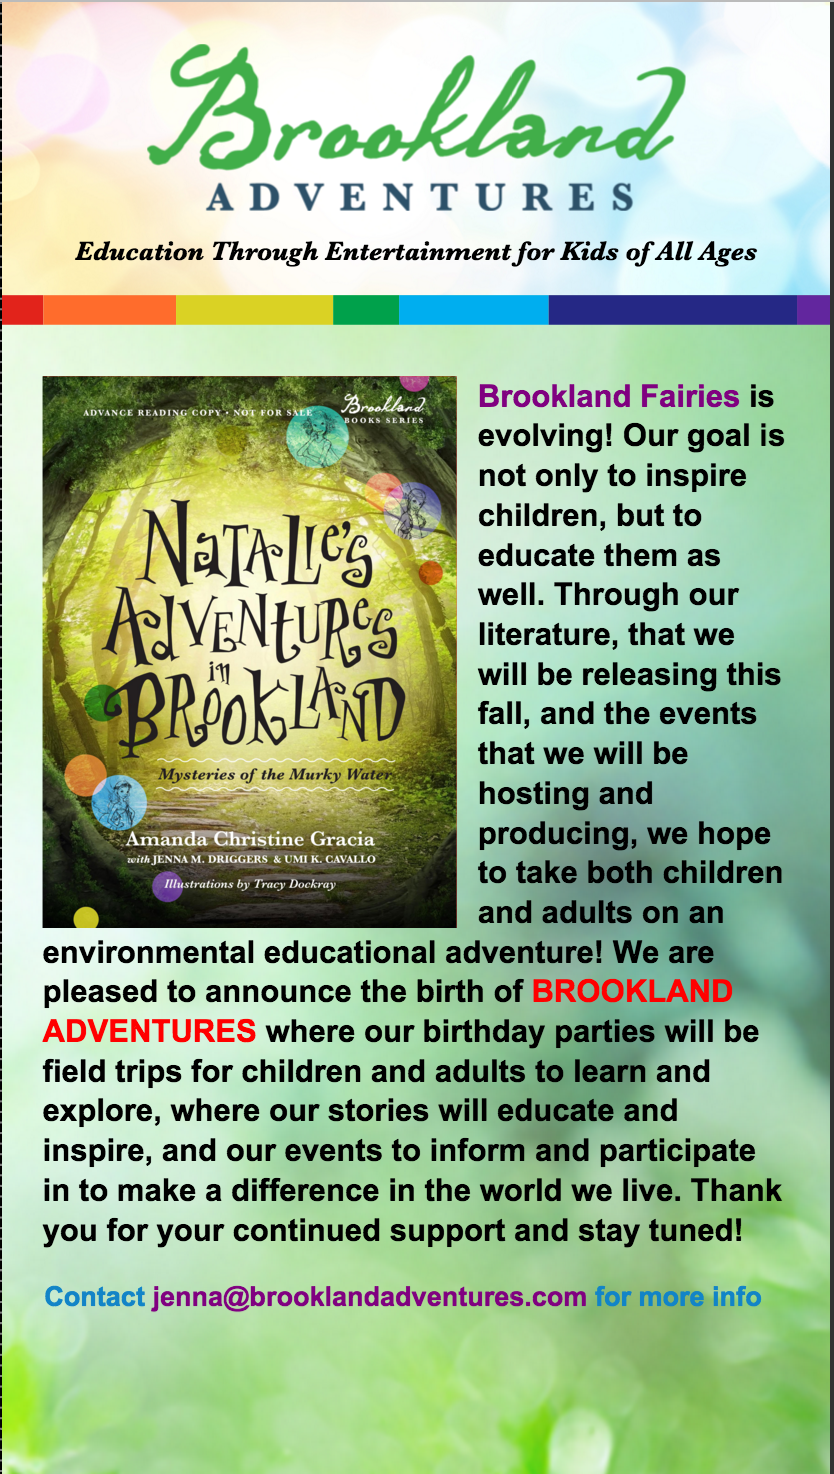 Brookland
ADVENTURES
Education Through Entertainment for Kids of All Ages
ADVANCE READING COPY • NOT FOR SALE
Brookland
BOOKS SERIES
NATALIE'S
ADVENTURES
in
BROOKLAND
Mysteries of the Murky Water
Amanda Christine Gracia
with JENNA M. DRIGGERS & UMI K. CAVALLO
Illustrations by Tracy Dockray
Brookland Fairies is
evolving! Our goal is
not only to inspire
children, but to
educate them as
well. Through our
literature, that we
will be releasing this
fall, and the events
that we will be
hosting and
producing, we hope
to take both children
and adults on an
environmental educational adventure! We are
pleased to announce the birth of BROOKLAND
ADVENTURES where our birthday parties will be
field trips for children and adults to learn and
explore, where our stories will educate and
inspire, and our events to inform and participate
in to make a difference in the world we live. Thank
you for your continued support and stay tuned!
Contact jenna@brooklandadventures.com for more info